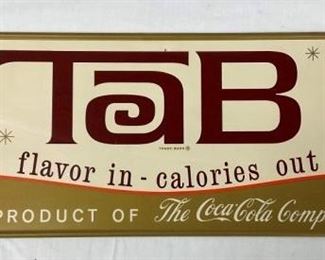 TaB
TRADE MARK ®
flavor in - calories out
PRODUCT OF The Coca-Cola Comp